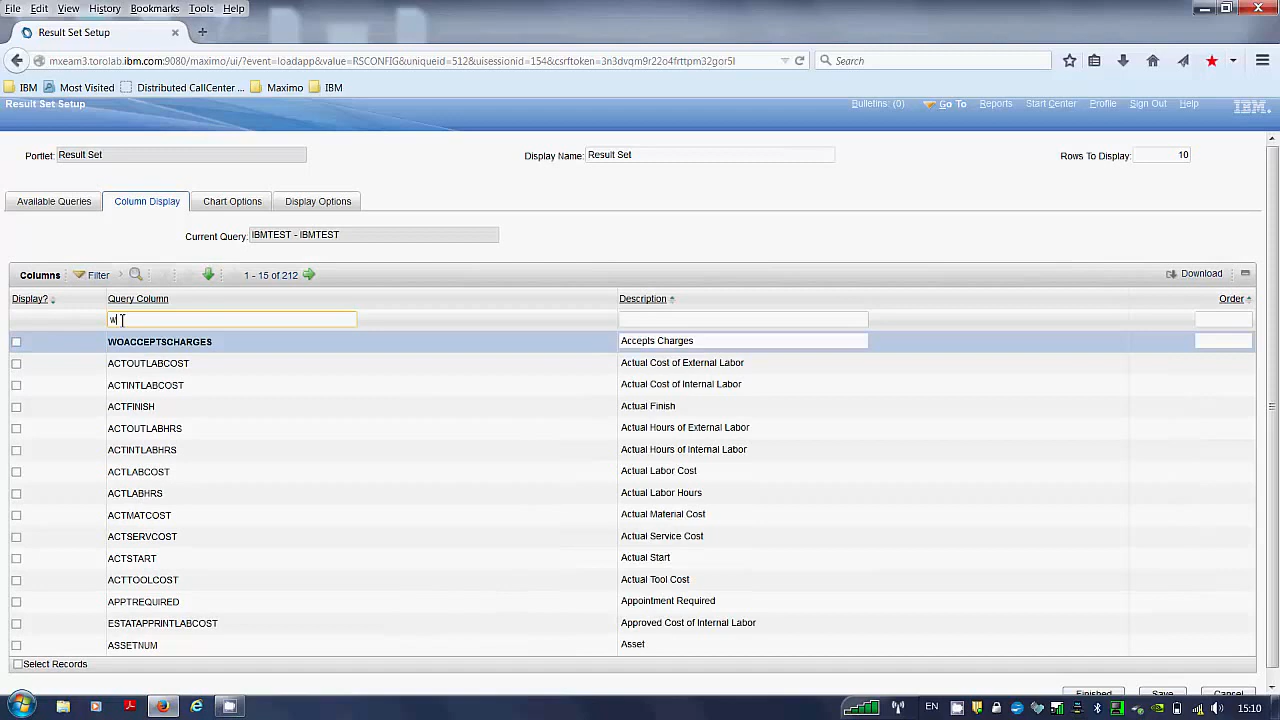 File Edit View History Bookmarks Tools Help
Result Set Setup
mxeam3.torolab.ibm.com:9080/maximo/ui/?event=loadapp&value=RSCONFIG&uniqueid=512&uisessionid=154&csrftoken=3n3dvqm9r22o4frttpm32gor5l
Search
IBM Most Visited Distributed CallCenter ... Maximo IBM
Result Set Setup
Bulletins: (0) Go To Reports Start Center Profile Sign Out Help IBM.
Portlet: Result Set Display Name: Result Set Rows To Display: 10
Available Queries Column Display Chart Options Display Options
Current Query: IBMTEST - IBMTEST
Columns Filter 1 - 15 of 212 Download
Display? Query Column Description Order
w
WOACCEPTSCHARGES Accepts Charges
ACTOUTLABCOST Actual Cost of External Labor
ACTINTLABCOST Actual Cost of Internal Labor
ACTFINISH Actual Finish
ACTOUTLABHRS Actual Hours of External Labor
ACTINTLABHRS Actual Hours of Internal Labor
ACTLABCOST Actual Labor Cost
ACTLABHRS Actual Labor Hours
ACTMATCOST Actual Material Cost
ACTSERVCOST Actual Service Cost
ACTSTART Actual Start
ACTTOOLCOST Actual Tool Cost
APPTREQUIRED Appointment Required
ESTATAPPRINTLABCOST Approved Cost of Internal Labor
ASSETNUM Asset
Select Records
Finished Save Cancel
EN 15:10